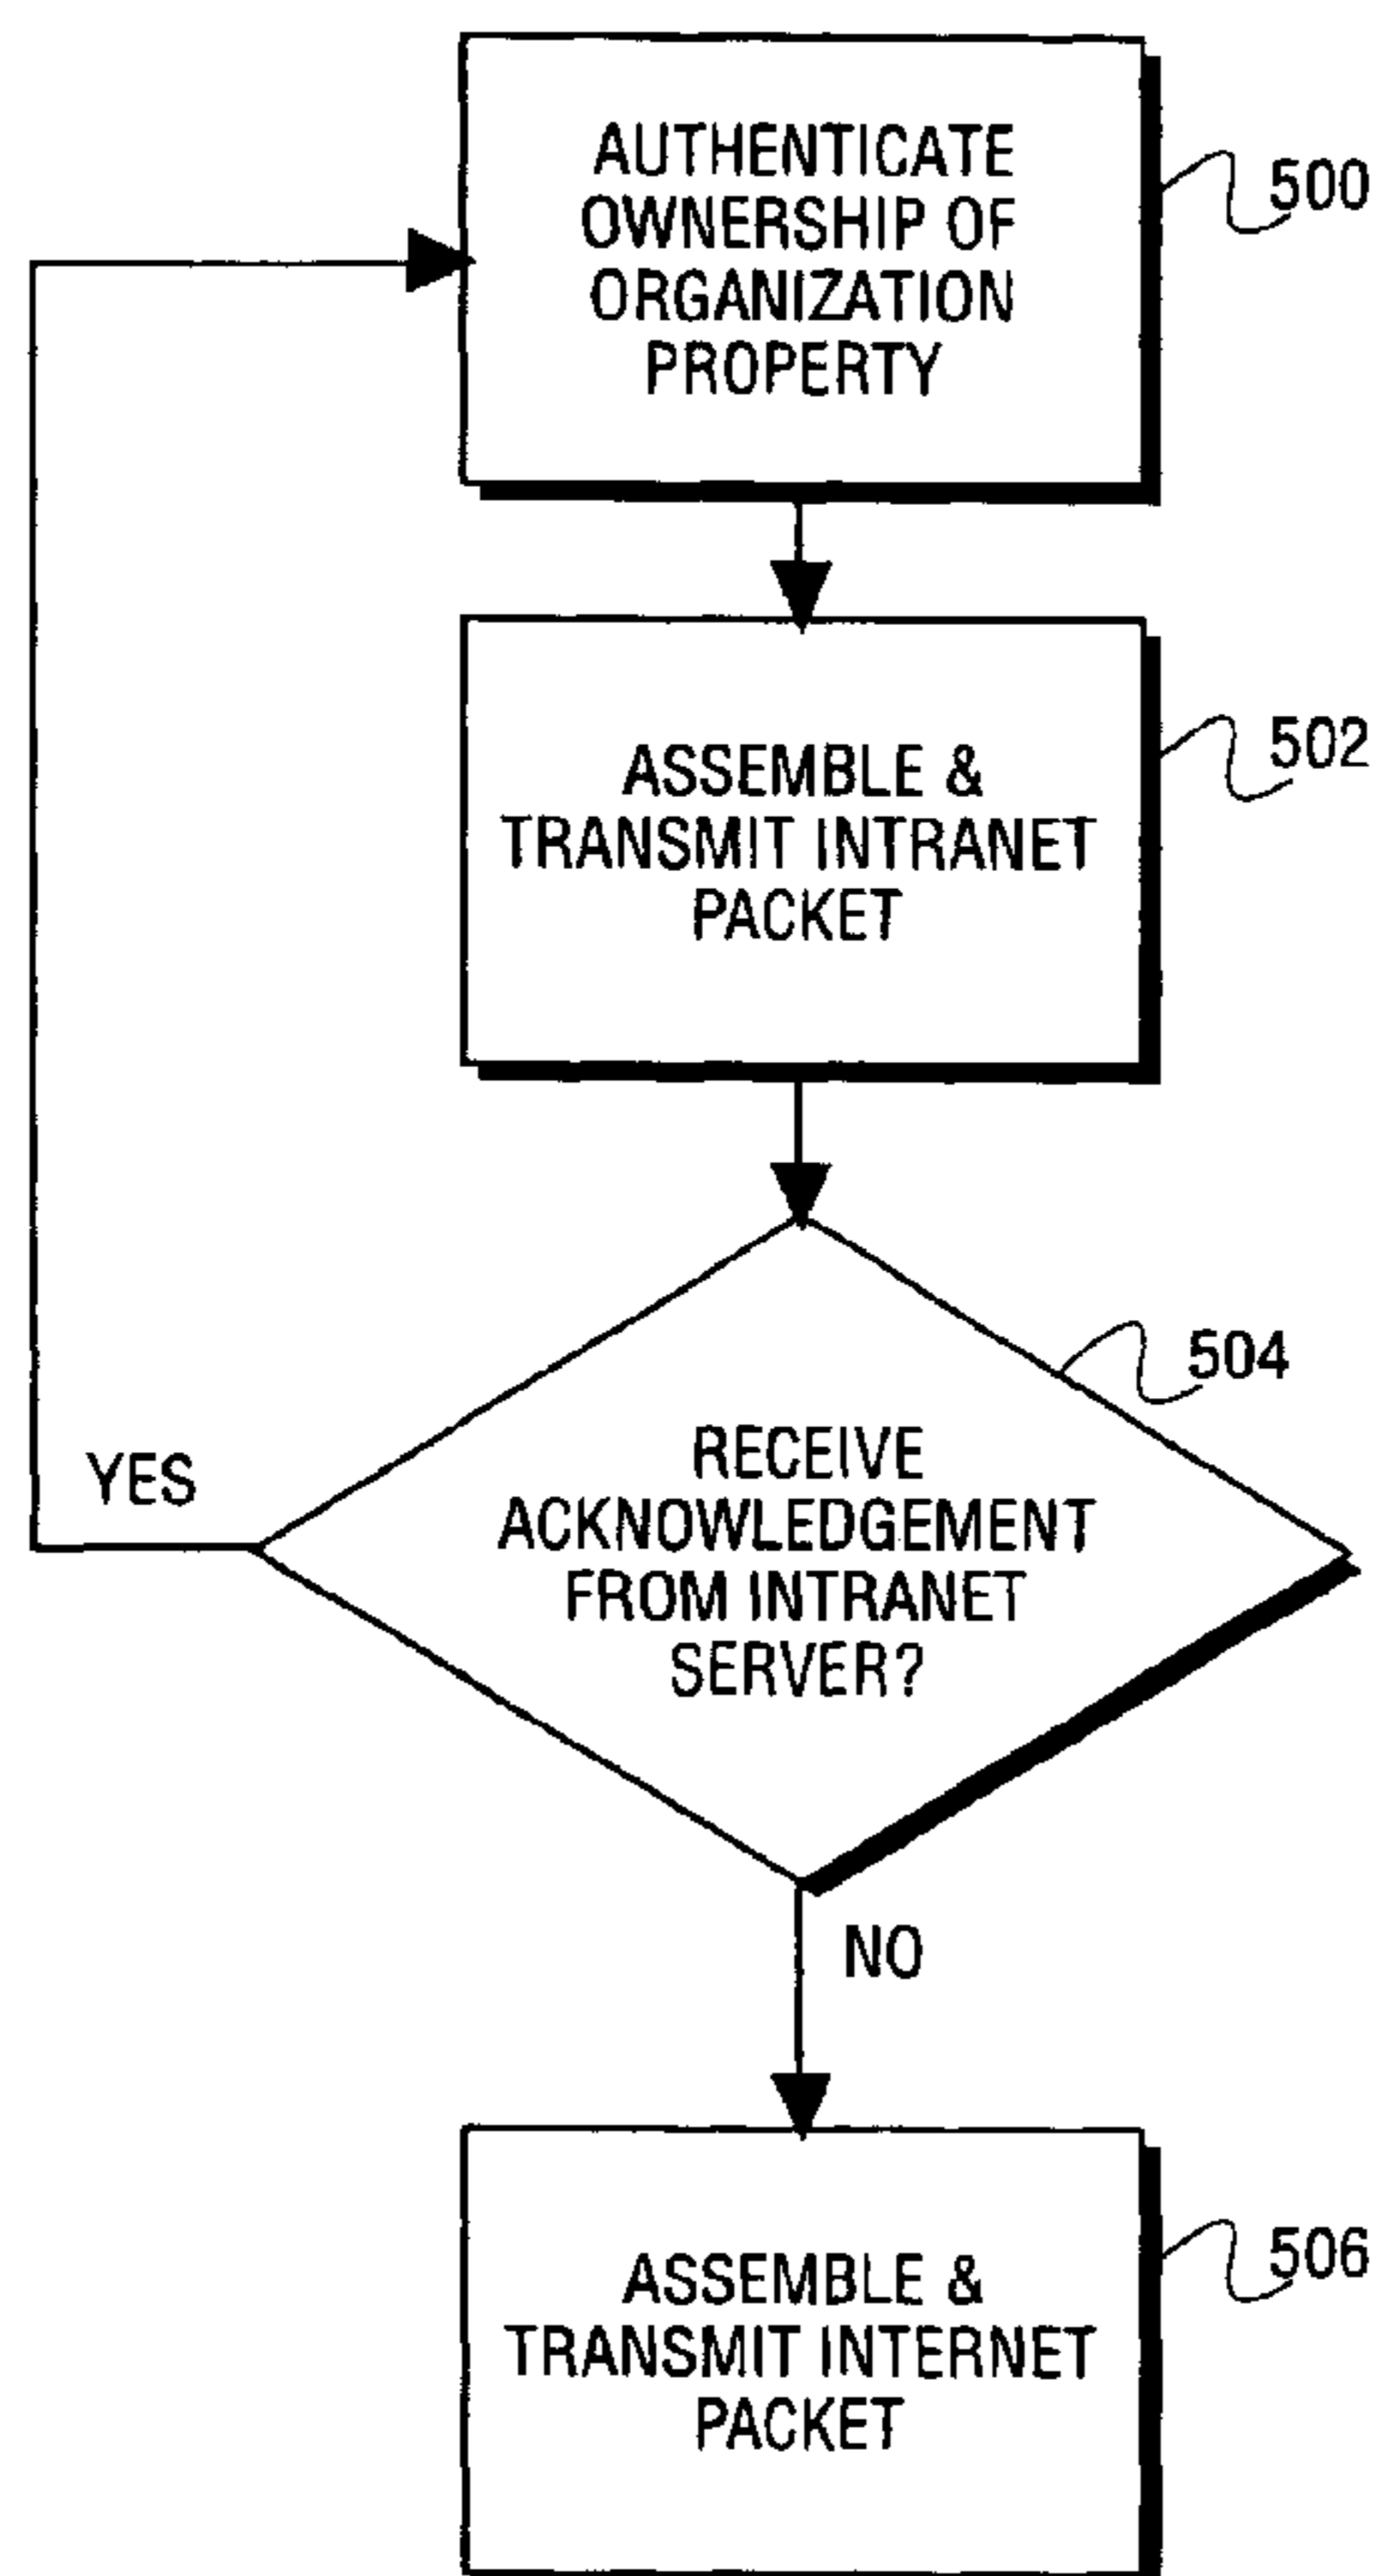 AUTHENTICATE
OWNERSHIP OF
ORGANIZATION
PROPERTY
500
ASSEMBLE &
TRANSMIT INTRANET
PACKET
502
504
RECEIVE
ACKNOWLEDGEMENT
FROM INTRANET
SERVER?
YES
NO
ASSEMBLE &
TRANSMIT INTERNET
PACKET
506